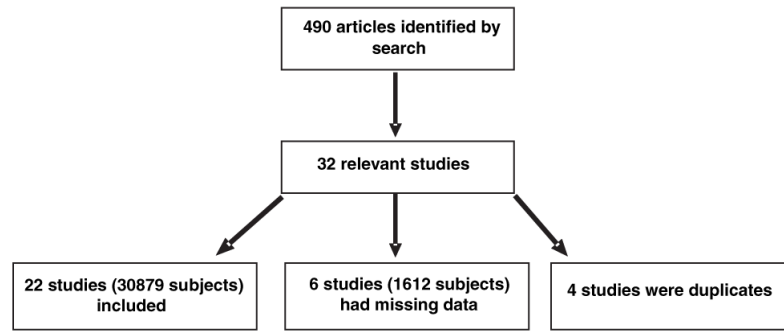 490 articles identified by
search
32 relevant studies
22 studies (30879 subjects)
included
6 studies (1612 subjects)
had missing data
4 studies were duplicates